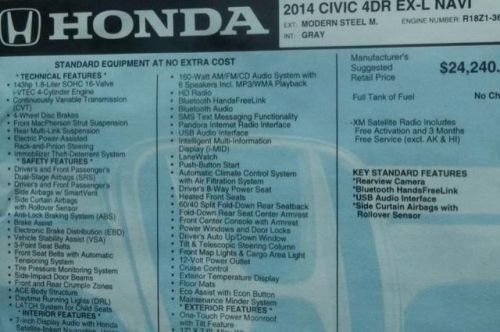 HONDA
2014 CIVIC 4DR EX-L NAVI
EXT. MODERN STEEL M.
ENGINE NUMBER: R18Z1-36
INT. GRAY
STANDARD EQUIPMENT AT NO EXTRA COST
* TECHNICAL FEATURES *
* 143hp 1.8-Liter SOHC 16-Valve
i-VTEC 4-Cylinder Engine
* Continuously Variable Transmission
(CVT)
* 4-Wheel Disc Brakes
* Front MacPherson Strut Suspension
* Rear Multi-Link Suspension
* Electric Power Assisted
Rack-and-Pinion Steering
* Immobilizer Theft-Deterrent System
* SAFETY FEATURES *
* Driver's and Front Passenger's
Dual-Stage Airbags (SRS)
* Driver's and Front Passenger's
Side Airbags w/ SmartVent
* Side Curtain Airbags
with Rollover Sensor
* Anti-Lock Braking System (ABS)
* Brake Assist
* Electronic Brake Distribution (EBD)
* Vehicle Stability Assist (VSA)
* 3-Point Seat Belts
* Front Seat Belts with Automatic
Tensioning System
* Tire Pressure Monitoring System
* Side-Impact Door Beams
* Front and Rear Crumple Zones
* ACE Body Structure
* Daytime Running Lights (DRL)
* LATCH System for Child Seats
* INTERIOR FEATURES *
* 7-inch Display Audio with Honda
Satellite-Linked Navigation
* 160-Watt AM/FM/CD Audio System with
6 Speakers Incl. MP3/WMA Playback
* HD Radio
* Bluetooth HandsFreeLink
* Bluetooth Audio
* SMS Text Messaging Functionality
* Pandora Internet Radio Interface
* USB Audio Interface
* Intelligent Multi-Information
Display (i-MID)
* LaneWatch
* Push-Button Start
* Automatic Climate Control System
with Air Filtration System
* Driver's 8-Way Power Seat
* Heated Front Seats
* 60/40 Split Fold-Down Rear Seatback
* Fold-Down Rear Seat Center Armrest
* Front Center Console with Armrest
* Power Windows and Door Locks
* Driver's Auto Up/Down Window
* Tilt & Telescopic Steering Column
* Front Map Lights & Cargo Area Light
* 12-Volt Power Outlet
* Cruise Control
* Exterior Temperature Display
* Floor Mats
* Eco Assist with Econ Button
* Maintenance Minder System
* EXTERIOR FEATURES *
* One-Touch Power Moonroof
with Tilt Feature
Manufacturer's
Suggested
Retail Price
$24,240.
Full Tank of Fuel
No Ch
-XM Satellite Radio Includes
Free Activation and 3 Months
Free Service (excl. AK & HI)
KEY STANDARD FEATURES
*Rearview Camera
*Bluetooth HandsFreeLink
*USB Audio Interface
*Side Curtain Airbags with
Rollover Sensor